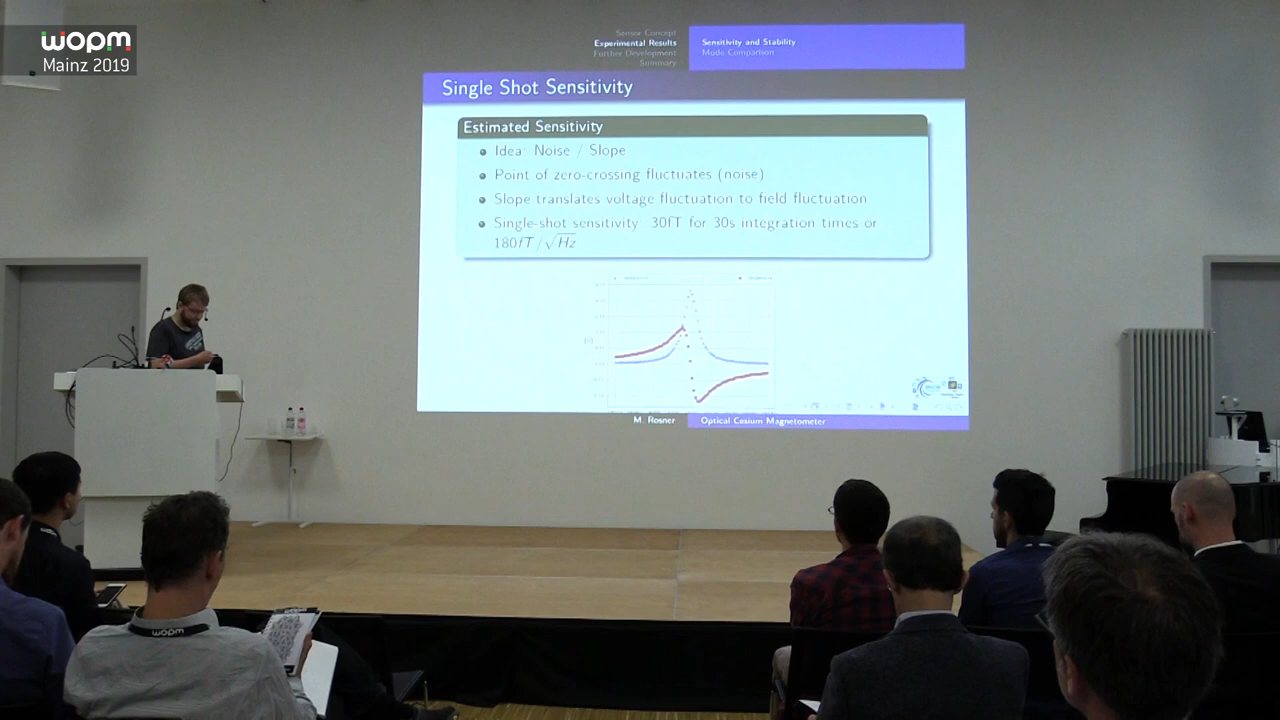 wopm
Mainz 2019
Sensor Concept
Experimental Results
Further Development
Summary
Sensitivity and Stability
Mode Comparison
Single Shot Sensitivity
Estimated Sensitivity
Idea: Noise / Slope
Point of zero-crossing fluctuates (noise)
Slope translates voltage fluctuation to field fluctuation
Single-shot sensitivity: 30fT for 30s integration times or
180fT/√Hz
M. Rosner
Optical Cesium Magnetometer
wopm